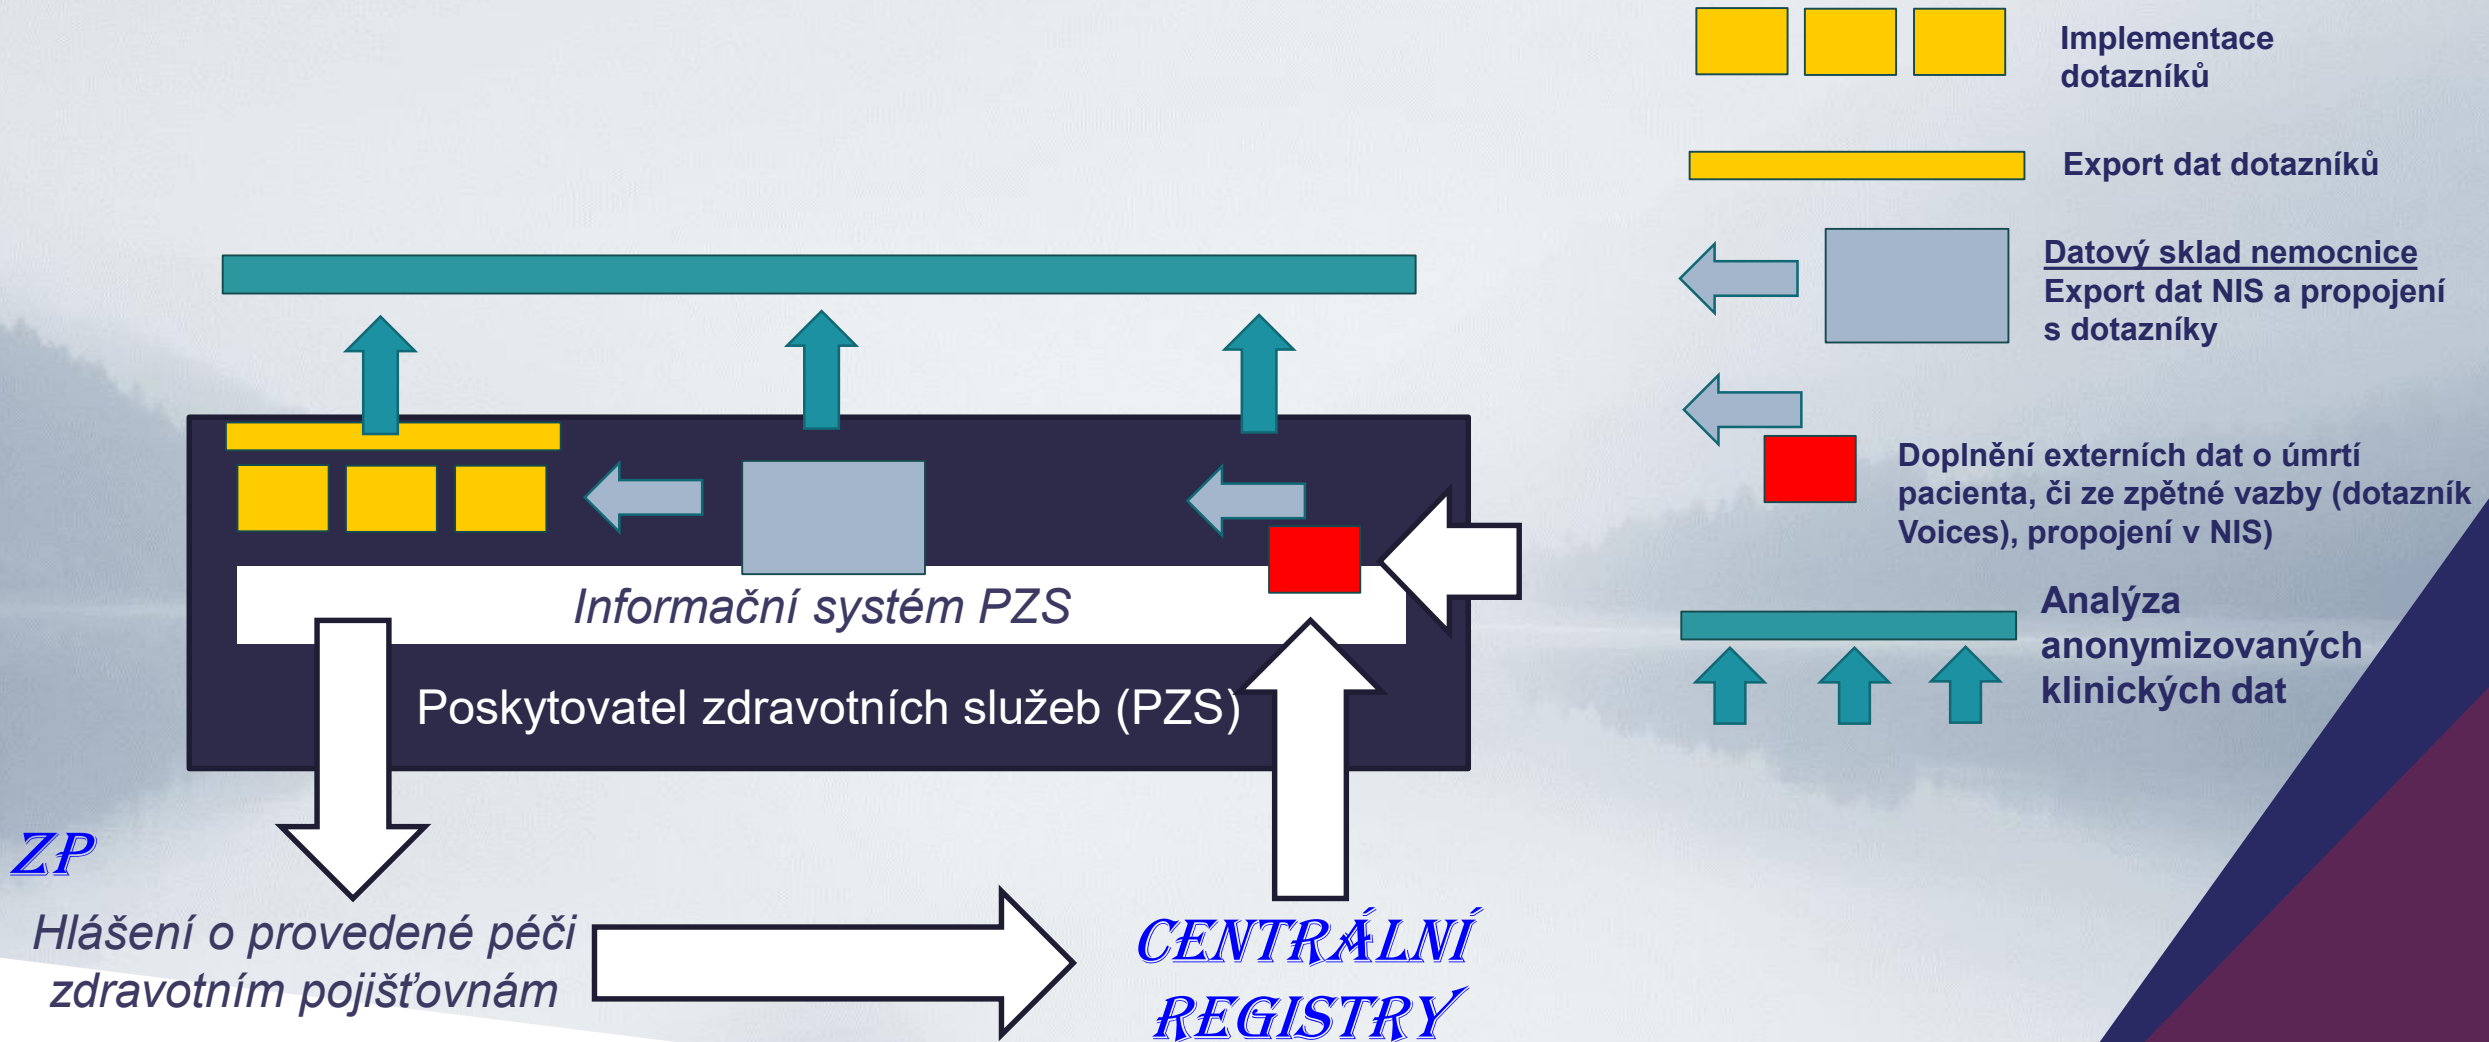 Implementace
dotazníků
Export dat dotazníků
Datový sklad nemocnice
Export dat NIS a propojení
s dotazníky
Doplnění externích dat o úmrtí
pacienta, či ze zpětné vazby (dotazník
Voices), propojení v NIS)
Analýza
anonymizovaných
klinických dat
Informační systém PZS
Poskytovatel zdravotních služeb (PZS)
ZP
Hlášení o provedené péči
zdravotním pojišťovnám
CENTRÁLNÍ
REGISTRY